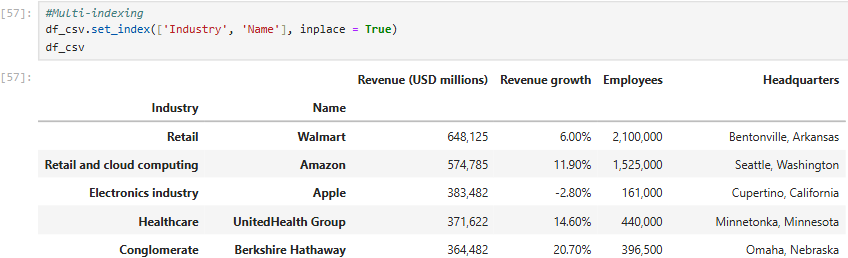 [57]: #Multi-indexing
df_csv.set_index(['Industry', 'Name'], inplace = True)
df_csv
[57]: Revenue (USD millions) Revenue growth Employees Headquarters
Industry Name
Retail Walmart 648,125 6.00% 2,100,000 Bentonville, Arkansas
Retail and cloud computing Amazon 574,785 11.90% 1,525,000 Seattle, Washington
Electronics industry Apple 383,482 -2.80% 161,000 Cupertino, California
Healthcare UnitedHealth Group 371,622 14.60% 440,000 Minnetonka, Minnesota
Conglomerate Berkshire Hathaway 364,482 20.70% 396,500 Omaha, Nebraska